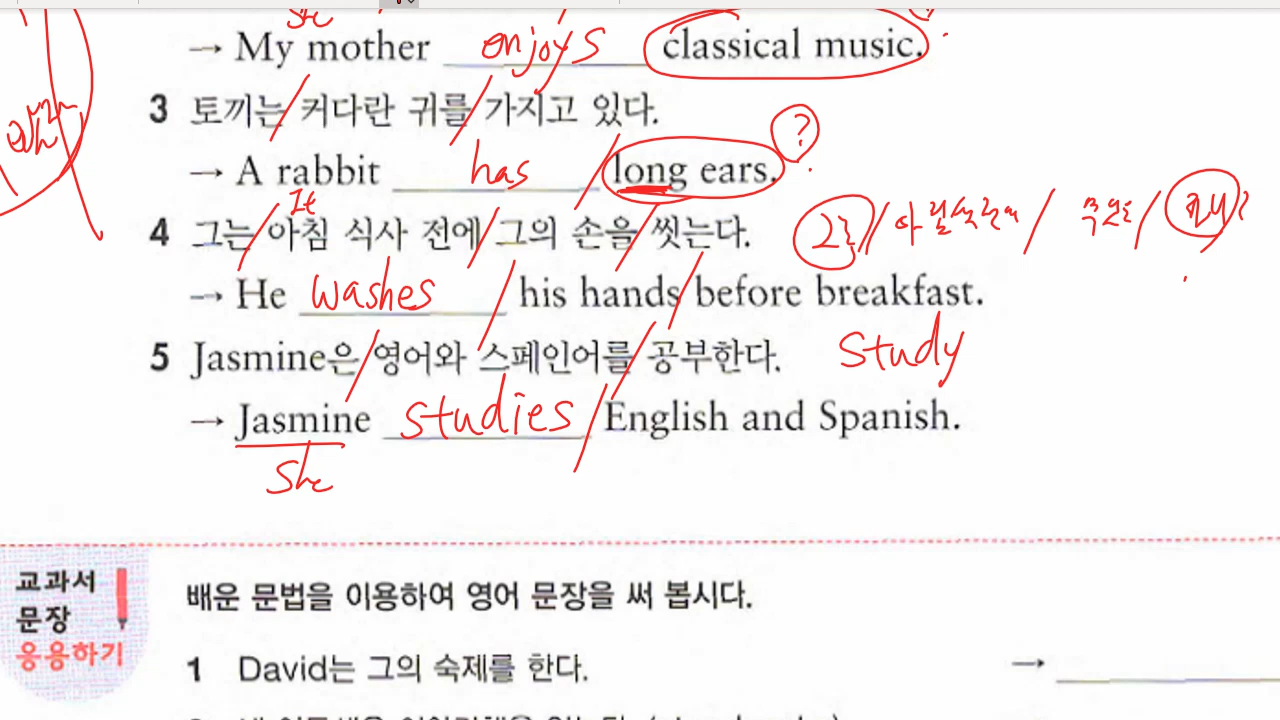 she
→ My mother enjoys classical music.
3 토끼는 커다란 귀를 가지고 있다.
→ A rabbit has long ears. ?
It
4 그는 아침 식사 전에 그의 손을 씻는다.
→ He washes his hands before breakfast.
5 Jasmine은 영어와 스페인어를 공부한다. study
→ Jasmine studies English and Spanish.
She
교과서
문장
응용하기
배운 문법을 이용하여 영어 문장을 써 봅시다.
1 David는 그의 숙제를 한다. →